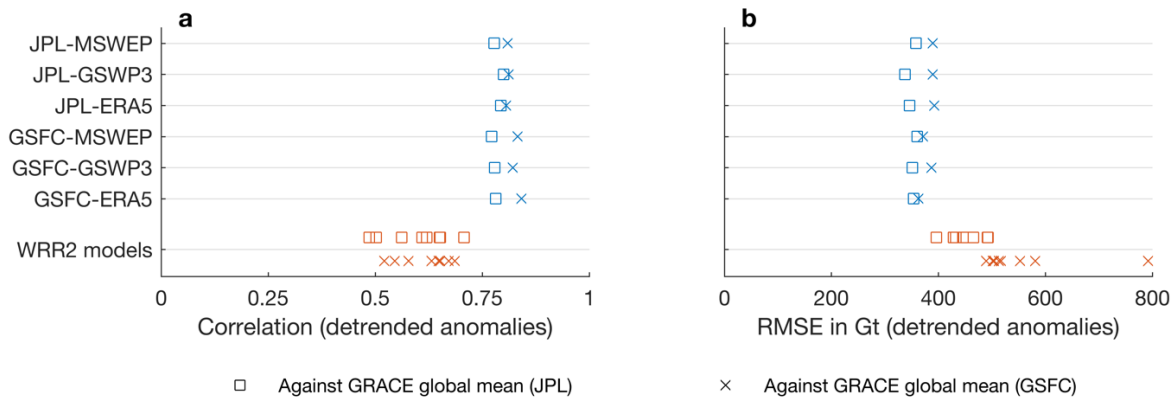 a
b
JPL-MSWEP
JPL-GSWP3
JPL-ERA5
GSFC-MSWEP
GSFC-GSWP3
GSFC-ERA5
WRR2 models
0 0.25 0.5 0.75 1
0 200 400 600 800
Correlation (detrended anomalies)
RMSE in Gt (detrended anomalies)
Against GRACE global mean (JPL)
Against GRACE global mean (GSFC)